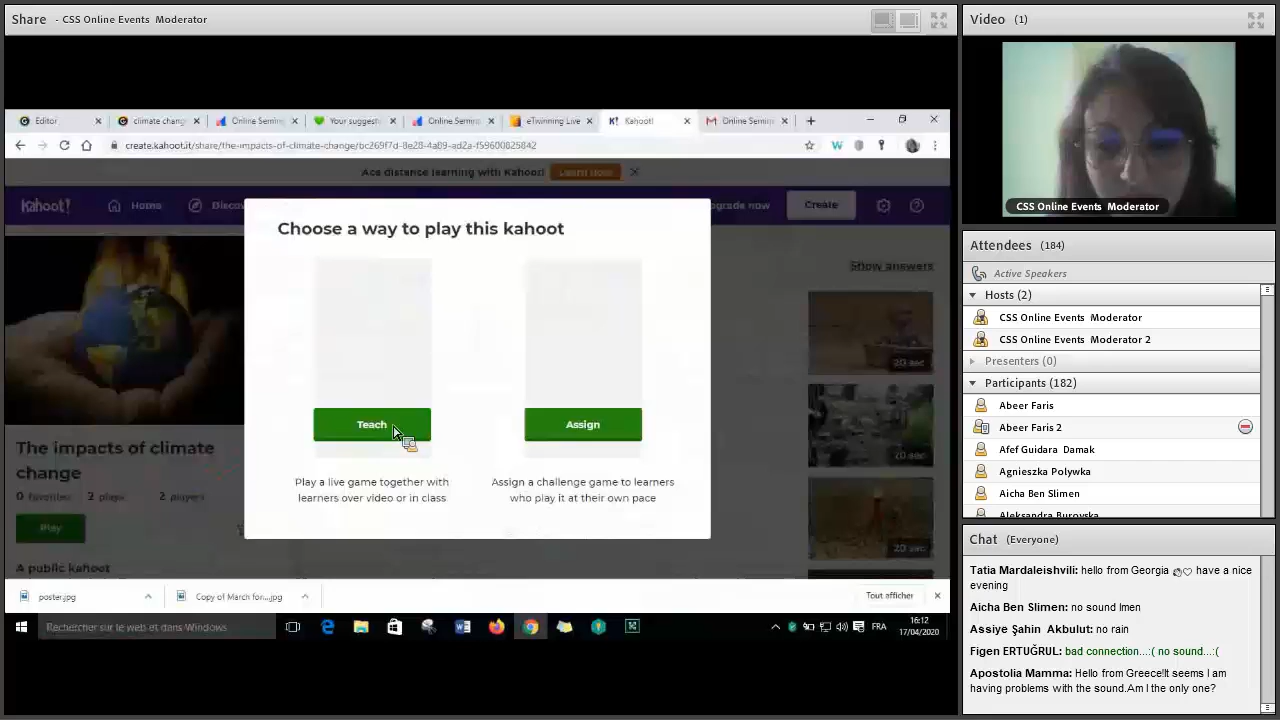 Share - CSS Online Events Moderator
Editor
climate chang
Online Semina
Your suggesti
Online Semina
eTwinning Live
Kahoot!
Online Semina
create.kahoot.it/share/the-impacts-of-climate-change/bc269f7d-8e28-4a89-ad2a-f59600825842
Ace distance learning with Kahoot! Learn how
Kahoot! Home Discov
pgrade now Create
Choose a way to play this kahoot
Show answers
20 sec
Teach
Assign
20 sec
Play a live game together with
learners over video or in class
Assign a challenge game to learners
who play it at their own pace
20 sec
The impacts of climate
change
0 favorites 2 plays 2 players
Play
A public kahoot
poster.jpg
Copy of March for....jpg
Tout afficher
Rechercher sur le web et dans Windows
FRA
16:12
17/04/2020
Video (1)
CSS Online Events Moderator
Attendees (184)
Active Speakers
Hosts (2)
CSS Online Events Moderator
CSS Online Events Moderator 2
Presenters (0)
Participants (182)
Abeer Faris
Abeer Faris 2
Afef Guidara Damak
Agnieszka Polywka
Aicha Ben Slimen
Aleksandra Burovska
Chat (Everyone)
Tatia Mardaleishvili: hello from Georgia have a nice
evening
Aicha Ben Slimen: no sound Imen
Assiye Şahin Akbulut: no rain
Figen ERTUĞRUL: bad connection...:( no sound...:(
Apostolia Mamma: Hello from Greece!It seems I am
having problems with the sound.Am I the only one?